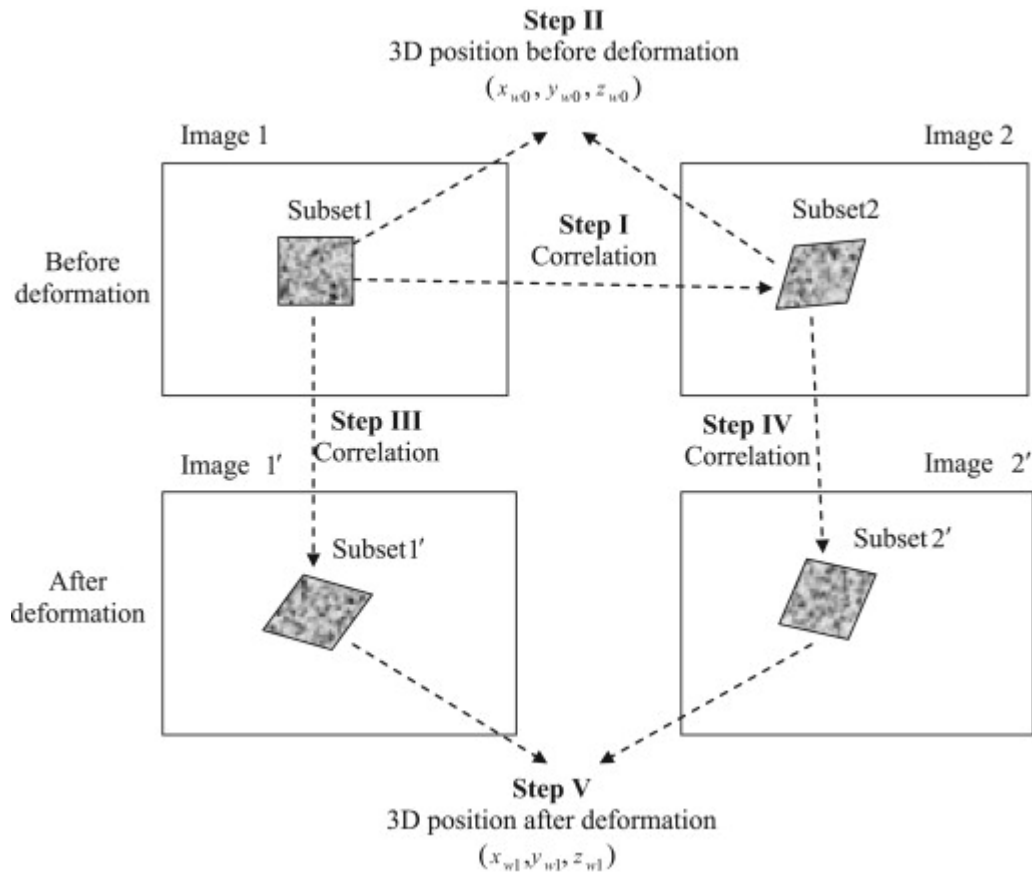 Step II
3D position before deformation
(x_w0, y_w0, z_w0)
Image 1
Image 2
Subset1
Subset2
Step I
Correlation
Before
deformation
Step III
Correlation
Step IV
Correlation
Image 1′
Image 2′
Subset1′
Subset 2′
After
deformation
Step V
3D position after deformation
(x_w1, y_w1, z_w1)